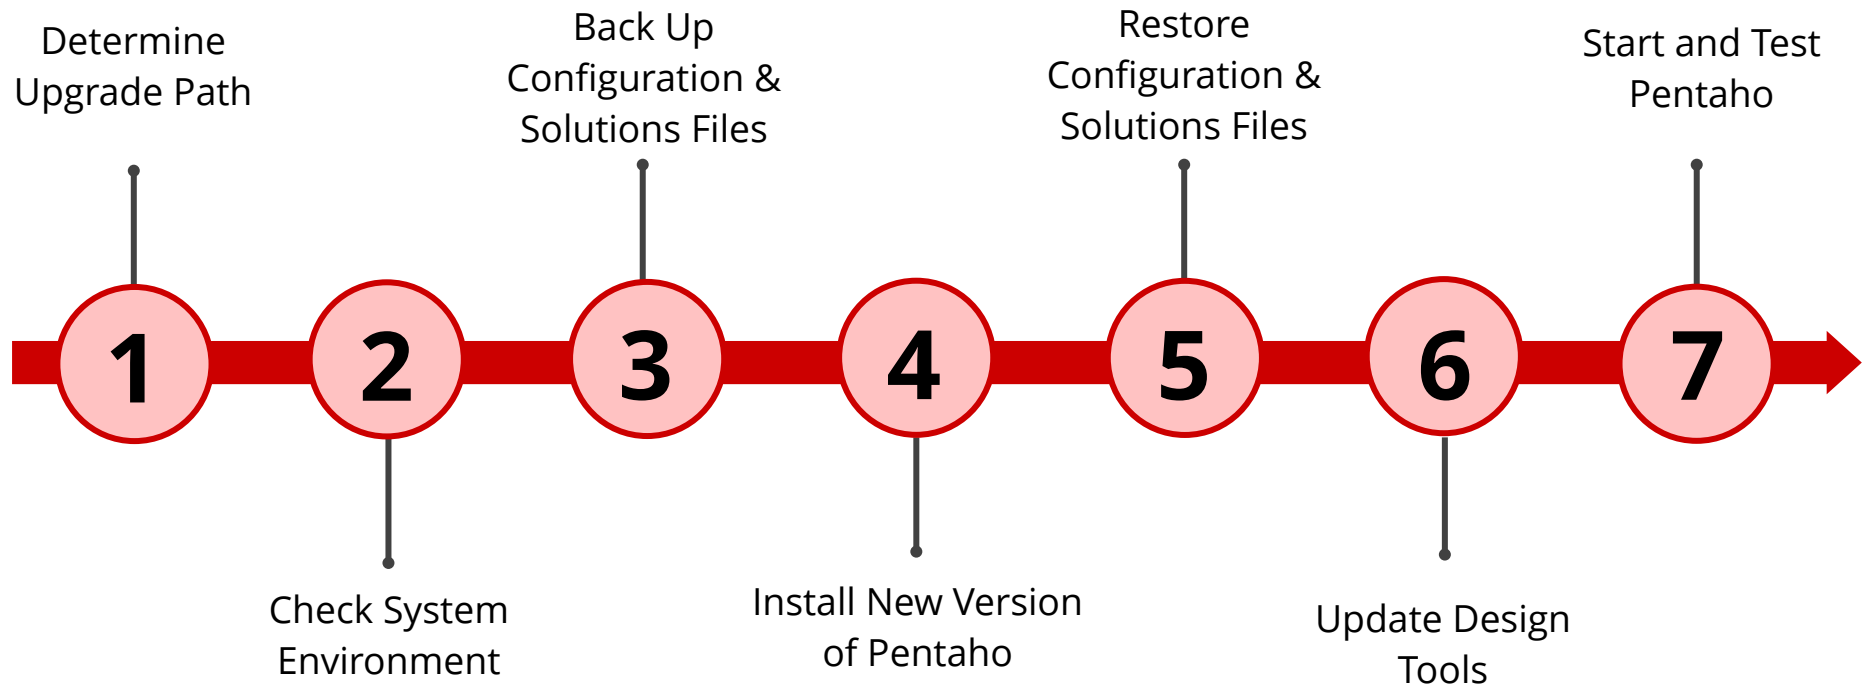 Determine
Upgrade Path
Back Up
Configuration &
Solutions Files
Restore
Configuration &
Solutions Files
Start and Test
Pentaho
1
2
3
4
5
6
7
Check System
Environment
Install New Version
of Pentaho
Update Design
Tools